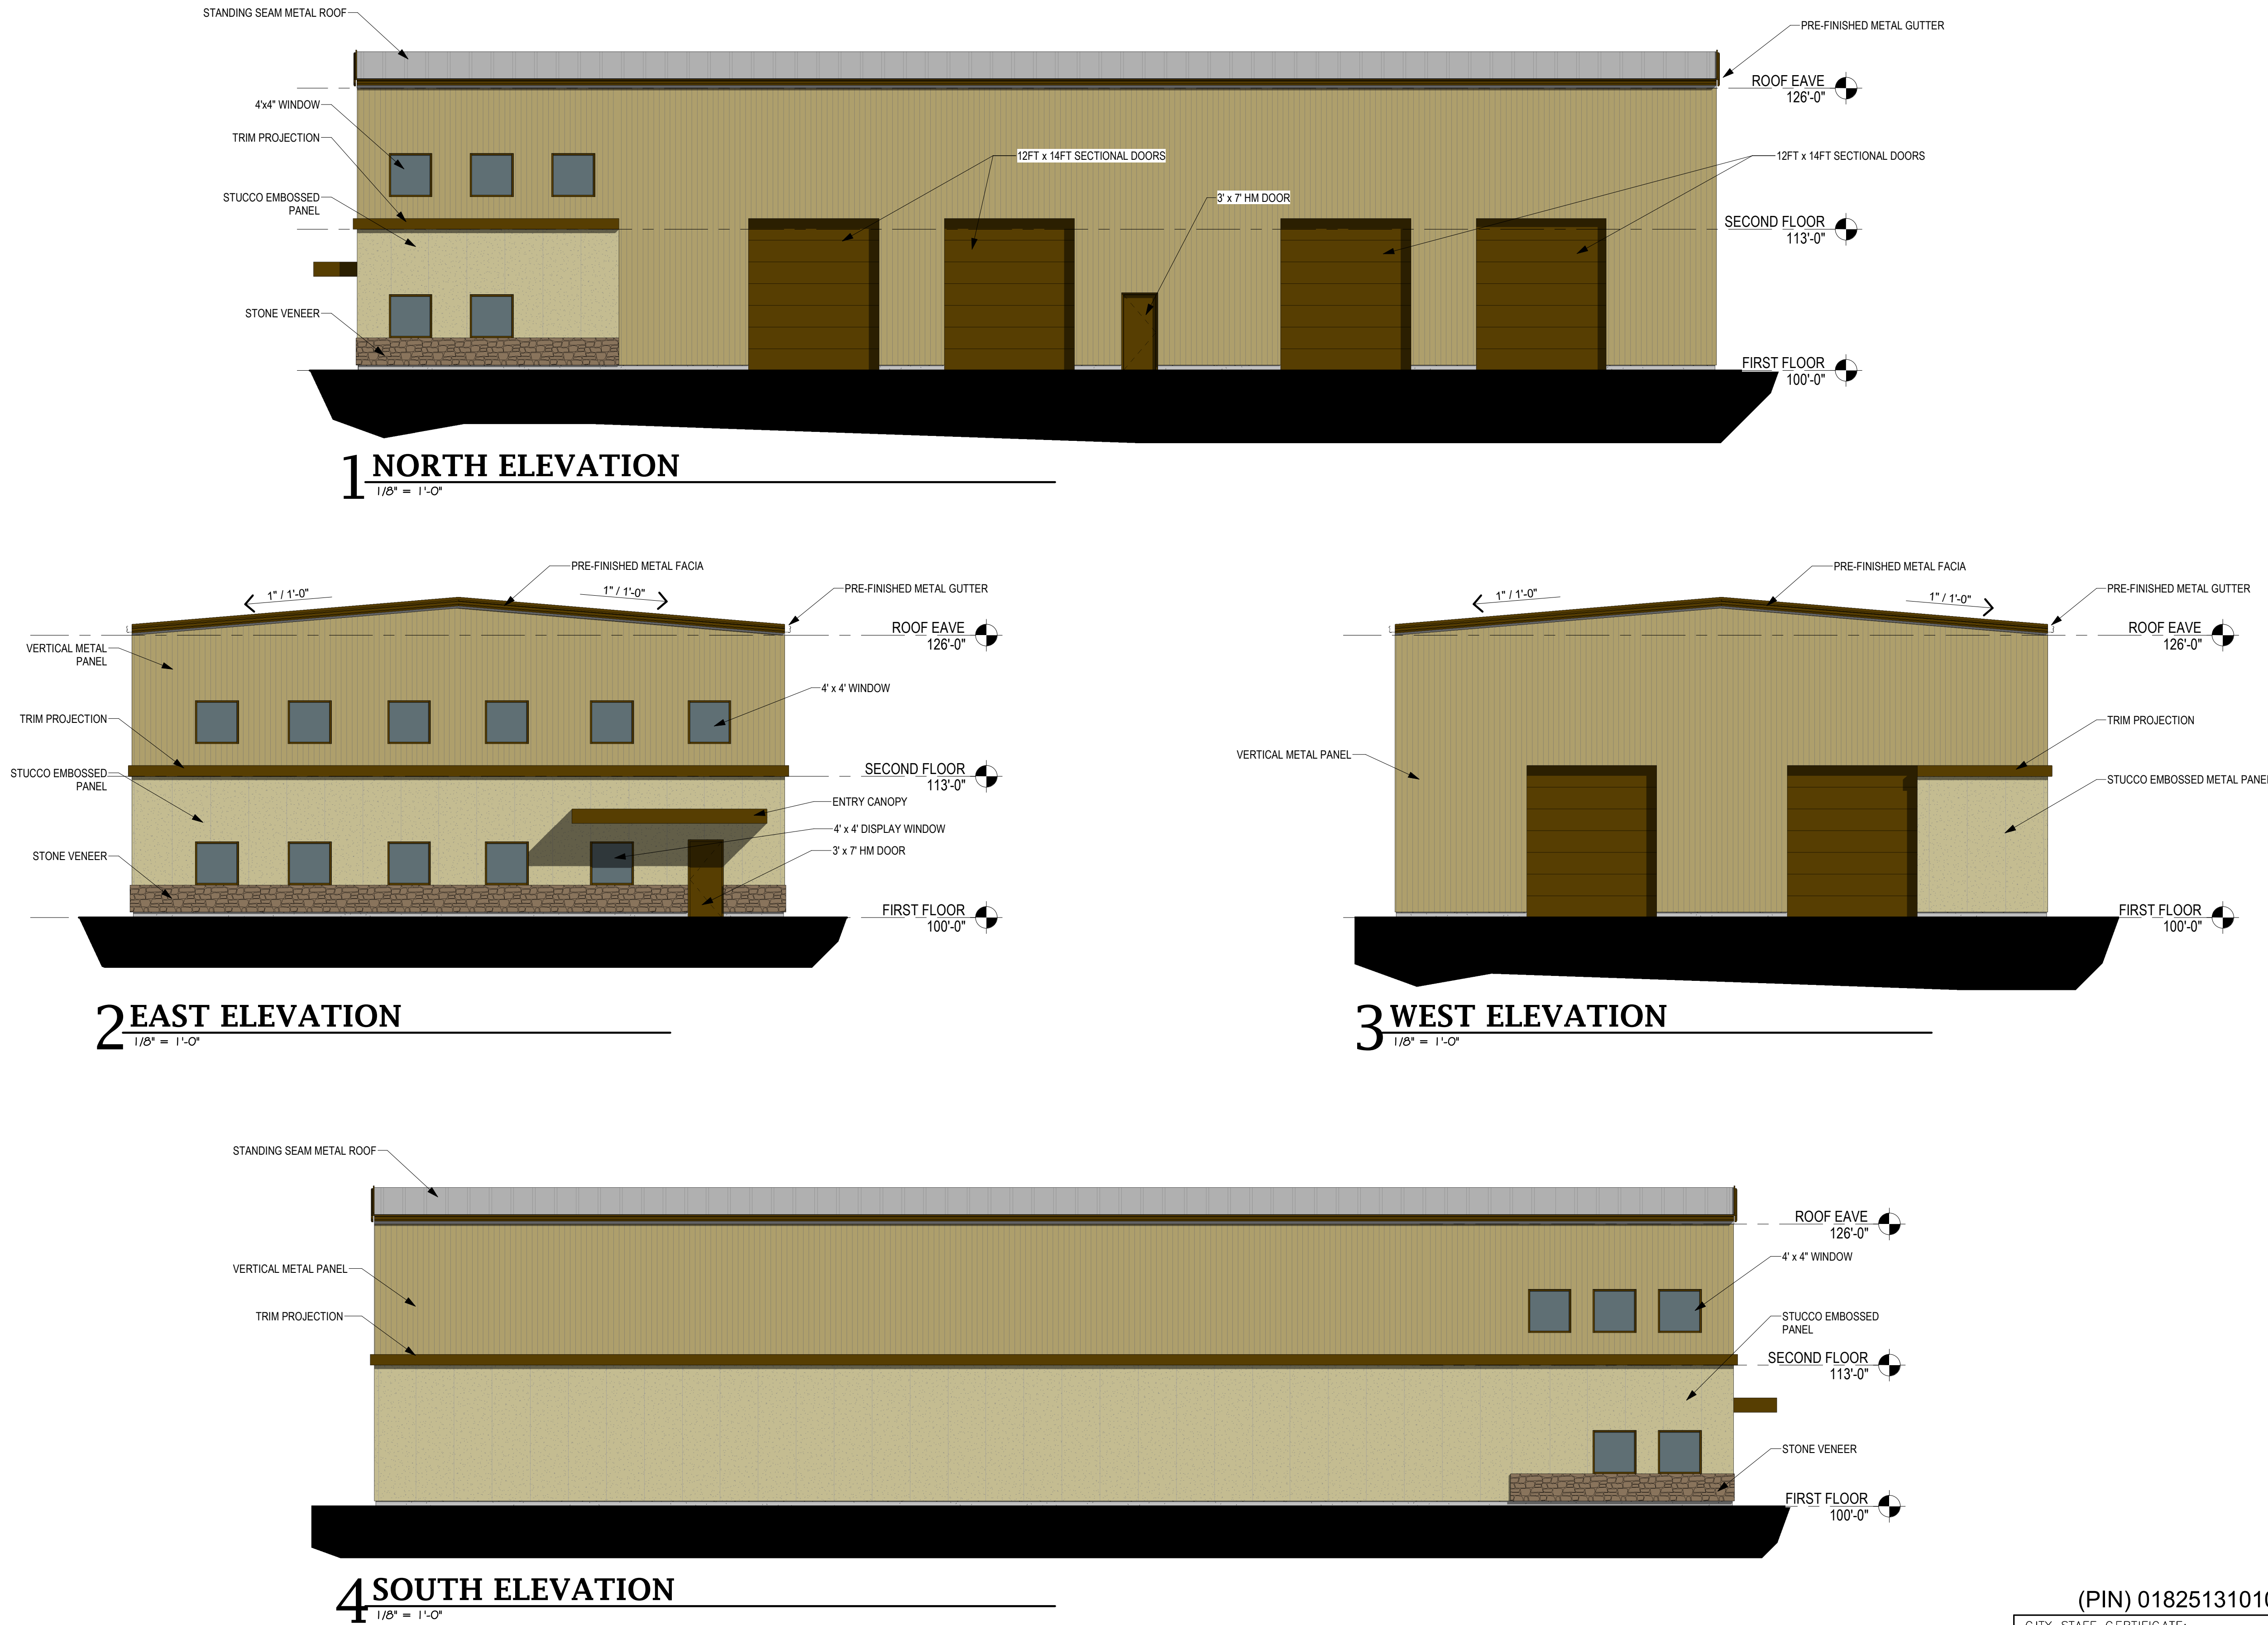 STANDING SEAM METAL ROOF
PRE-FINISHED METAL GUTTER
ROOF EAVE
126'-0"
4'x4" WINDOW
TRIM PROJECTION
12FT x 14FT SECTIONAL DOORS
12FT x 14FT SECTIONAL DOORS
STUCCO EMBOSSED
PANEL
3' x 7' HM DOOR
SECOND FLOOR
113'-0"
STONE VENEER
FIRST FLOOR
100'-0"
1 NORTH ELEVATION
1/8" = 1'-0"
PRE-FINISHED METAL FACIA
1" / 1'-0"
1" / 1'-0"
PRE-FINISHED METAL GUTTER
ROOF EAVE
126'-0"
VERTICAL METAL
PANEL
4' x 4' WINDOW
TRIM PROJECTION
STUCCO EMBOSSED
PANEL
SECOND FLOOR
113'-0"
ENTRY CANOPY
4' x 4' DISPLAY WINDOW
3' x 7' HM DOOR
STONE VENEER
FIRST FLOOR
100'-0"
2 EAST ELEVATION
1/8" = 1'-0"
PRE-FINISHED METAL FACIA
1" / 1'-0"
1" / 1'-0"
PRE-FINISHED METAL GUTTER
ROOF EAVE
126'-0"
TRIM PROJECTION
VERTICAL METAL PANEL
STUCCO EMBOSSED METAL PANEL
FIRST FLOOR
100'-0"
3 WEST ELEVATION
1/8" = 1'-0"
STANDING SEAM METAL ROOF
ROOF EAVE
126'-0"
4' x 4" WINDOW
VERTICAL METAL PANEL
TRIM PROJECTION
STUCCO EMBOSSED
PANEL
SECOND FLOOR
113'-0"
STONE VENEER
FIRST FLOOR
100'-0"
4 SOUTH ELEVATION
1/8" = 1'-0"
(PIN) 0182513101
CITY STAFF CERTIFICATE: